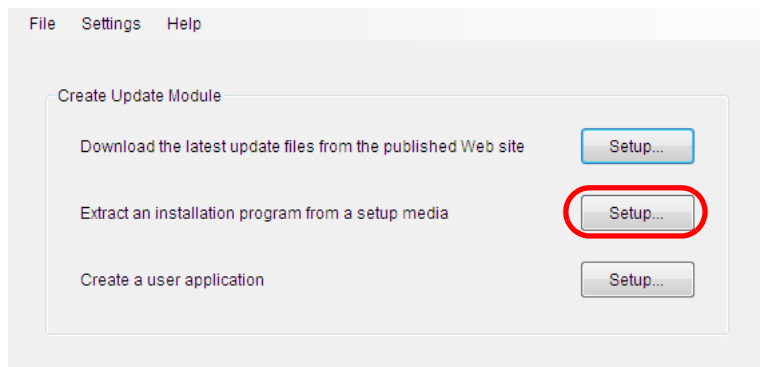 File Settings Help
Create Update Module
Download the latest update files from the published Web site Setup...
Extract an installation program from a setup media Setup...
Create a user application Setup...